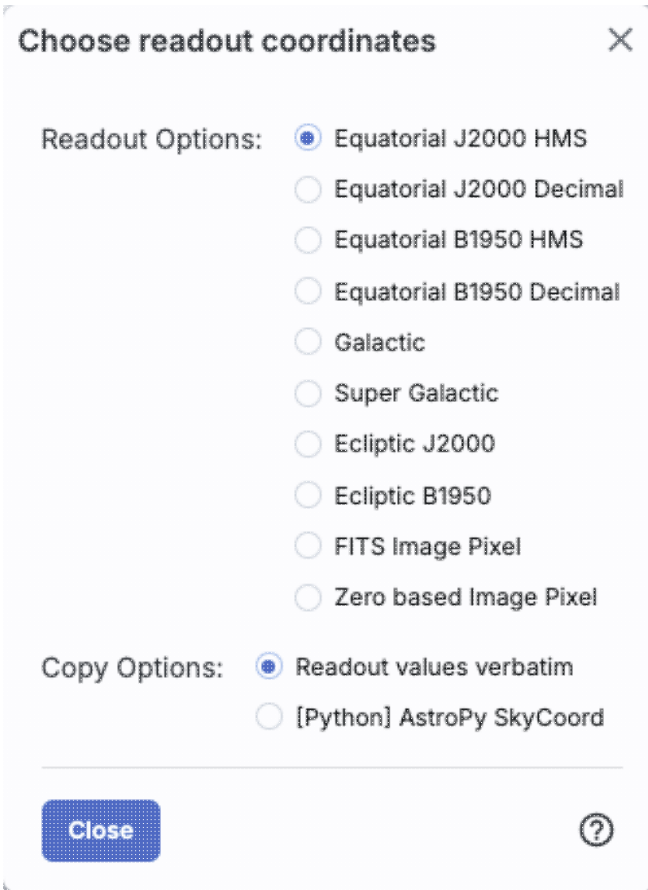 Choose readout coordinates
Readout Options:
Equatorial J2000 HMS
Equatorial J2000 Decimal
Equatorial B1950 HMS
Equatorial B1950 Decimal
Galactic
Super Galactic
Ecliptic J2000
Ecliptic B1950
FITS Image Pixel
Zero based Image Pixel
Copy Options:
Readout values verbatim
[Python] AstroPy SkyCoord
Close
?